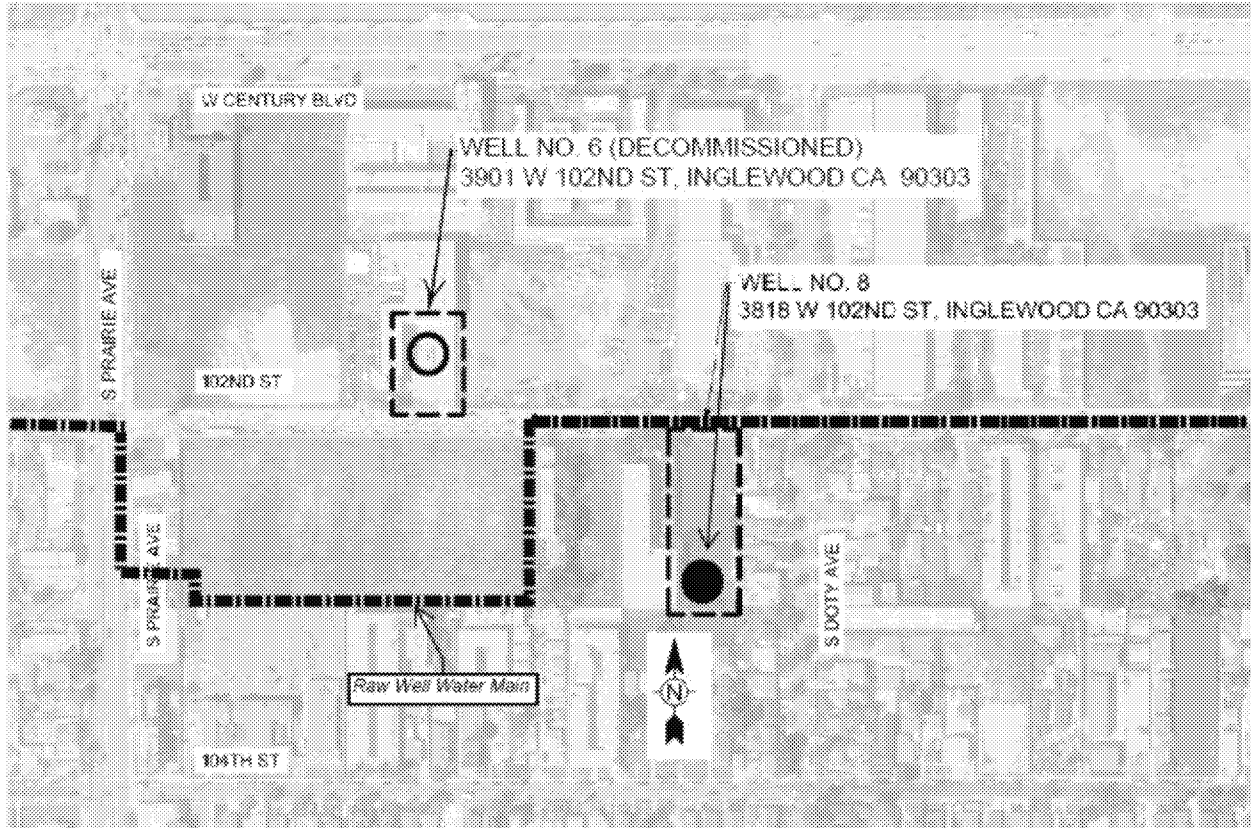 W CENTURY BLVD
WELL NO. 6 (DECOMMISSIONED)
3901 W 102ND ST, INGLEWOOD CA 90303
S PRAIRIE AVE
WELL NO. 8
3818 W 102ND ST, INGLEWOOD CA 90303
102ND ST
S PRAIRIE AVE
S DOTY AVE
Raw Well Water Main
N
104TH ST